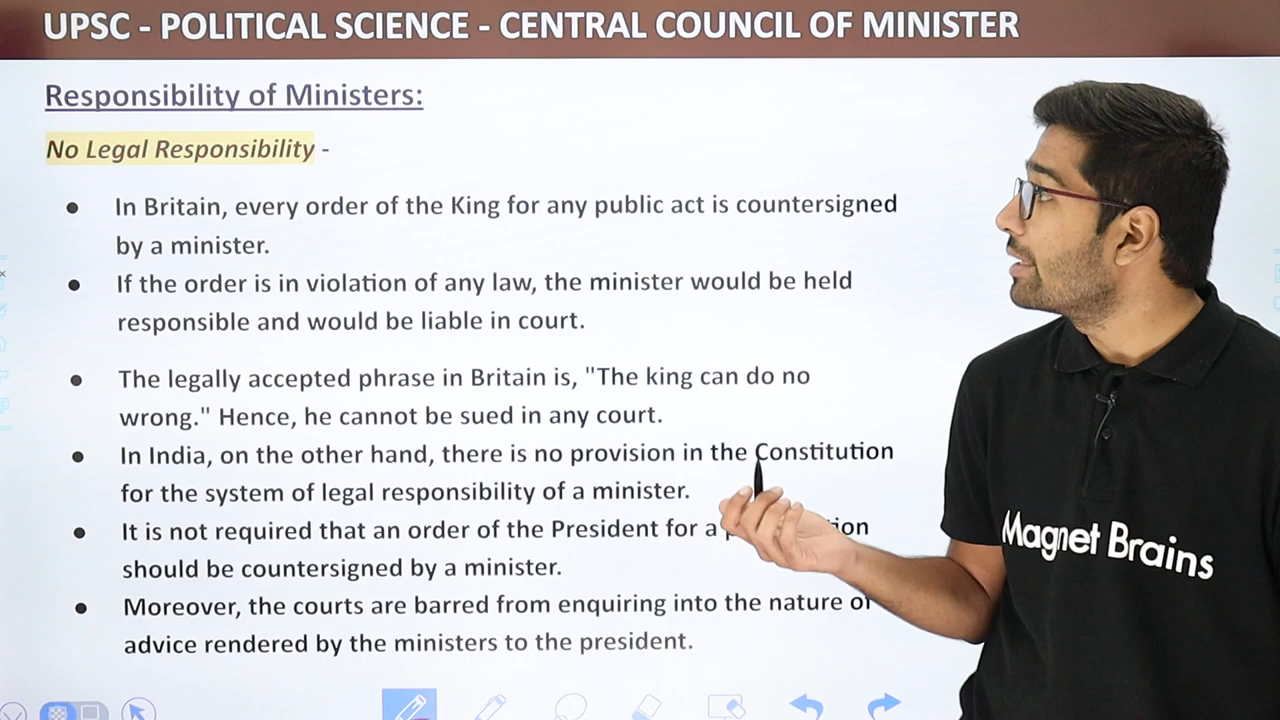 UPSC - POLITICAL SCIENCE - CENTRAL COUNCIL OF MINISTER
Responsibility of Ministers:
No Legal Responsibility -
● In Britain, every order of the King for any public act is countersigned
by a minister.
● If the order is in violation of any law, the minister would be held
responsible and would be liable in court.
● The legally accepted phrase in Britain is, "The king can do no
wrong." Hence, he cannot be sued in any court.
● In India, on the other hand, there is no provision in the Constitution
for the system of legal responsibility of a minister.
● It is not required that an order of the President for a
should be countersigned by a minister.
● Moreover, the courts are barred from enquiring into the nature of
advice rendered by the ministers to the president.
Magnet Brains